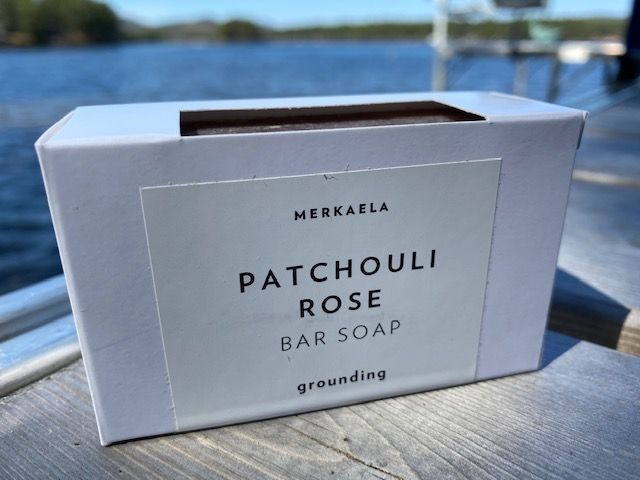 MERKAELA
PATCHOULI
ROSE
BAR SOAP
grounding